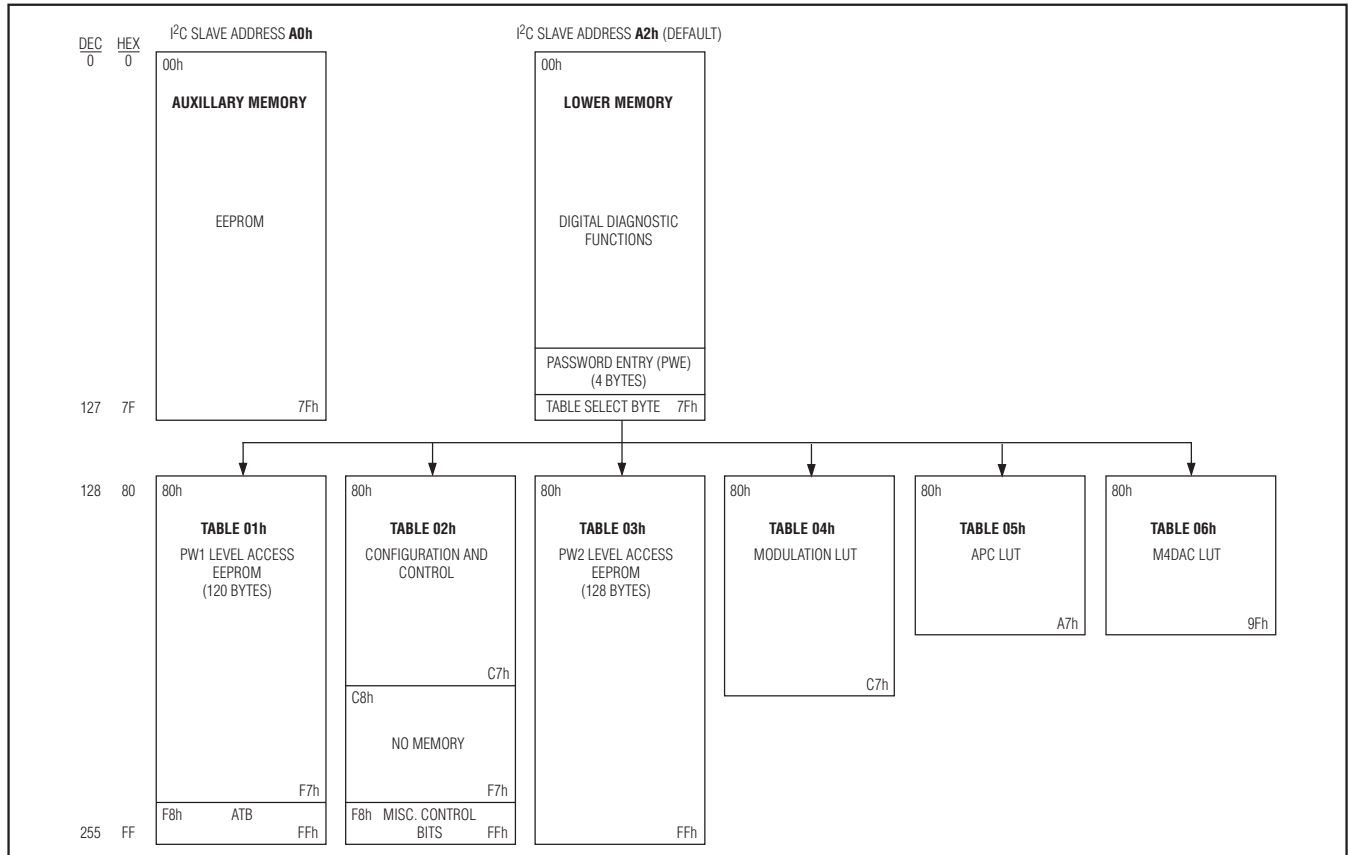 I2C SLAVE ADDRESS A0h
I2C SLAVE ADDRESS A2h (DEFAULT)
DEC HEX
0 0
00h
AUXILLARY MEMORY
EEPROM
7Fh
00h
LOWER MEMORY
DIGITAL DIAGNOSTIC
FUNCTIONS
PASSWORD ENTRY (PWE)
(4 BYTES)
TABLE SELECT BYTE 7Fh
127 7F
128 80
80h
TABLE 01h
PW1 LEVEL ACCESS
EEPROM
(120 BYTES)
F7h
F8h ATB
FFh
80h
TABLE 02h
CONFIGURATION AND
CONTROL
C7h
C8h
NO MEMORY
F7h
F8h MISC. CONTROL
BITS FFh
80h
TABLE 03h
PW2 LEVEL ACCESS
EEPROM
(128 BYTES)
FFh
80h
TABLE 04h
MODULATION LUT
C7h
80h
TABLE 05h
APC LUT
A7h
80h
TABLE 06h
M4DAC LUT
9Fh
255 FF